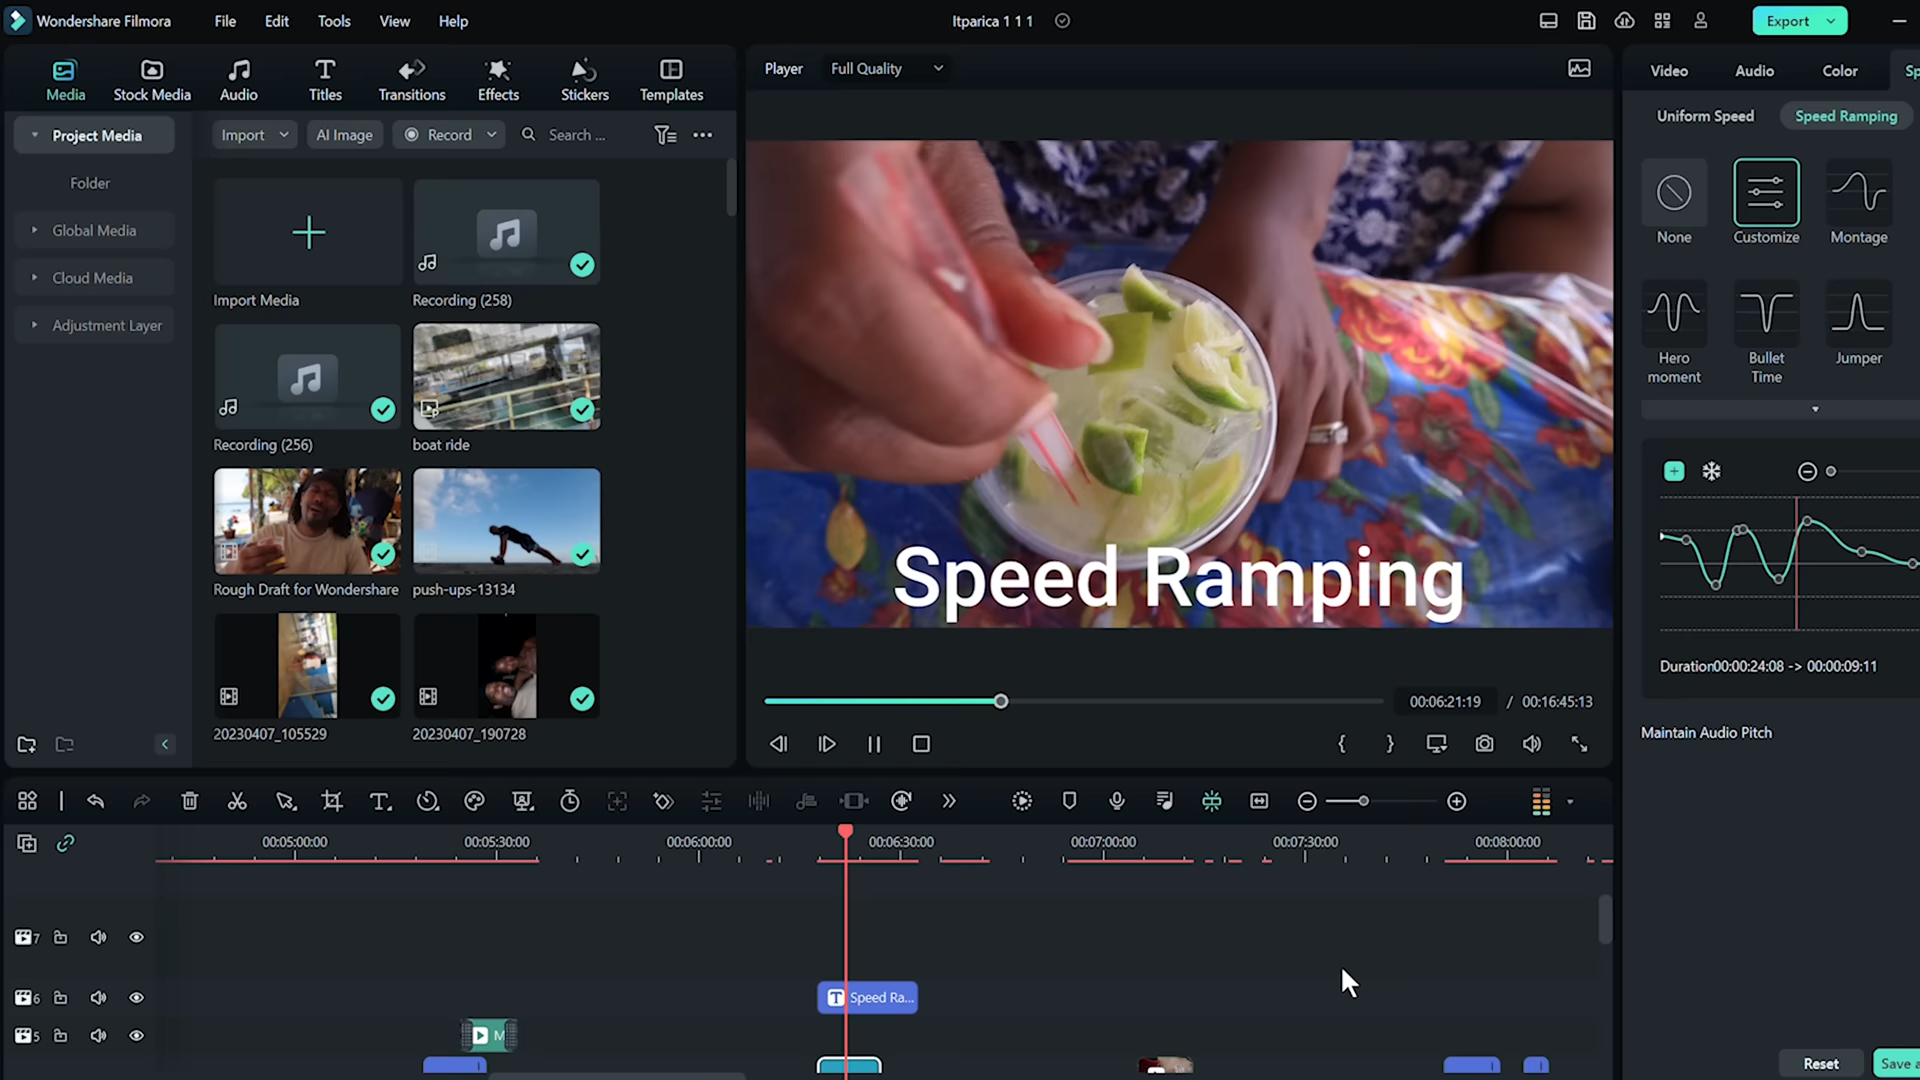 Wondershare Filmora File Edit Tools View Help
Itparica 1 1 1
Export
Media Stock Media Audio Titles Transitions Effects Stickers Templates
Project Media
Folder
Global Media
Cloud Media
Adjustment Layer
Import AI Image Record Search ...
Import Media
Recording (258)
Recording (256)
boat ride
Rough Draft for Wondershare
push-ups-13134
20230407_105529
20230407_190728
Player Full Quality
Speed Ramping
00:06:21:19 / 00:16:45:13
{ }
Video Audio Color Sp
Uniform Speed Speed Ramping
None Customize Montage
Hero moment
Bullet Time
Jumper
Duration00:00:24:08 -> 00:00:09:11
Maintain Audio Pitch
00:05:00:00 00:05:30:00 00:06:00:00 00:06:30:00 00:07:00:00 00:07:30:00 00:08:00:00
7
6
Speed Ra...
5
M
Reset Save a